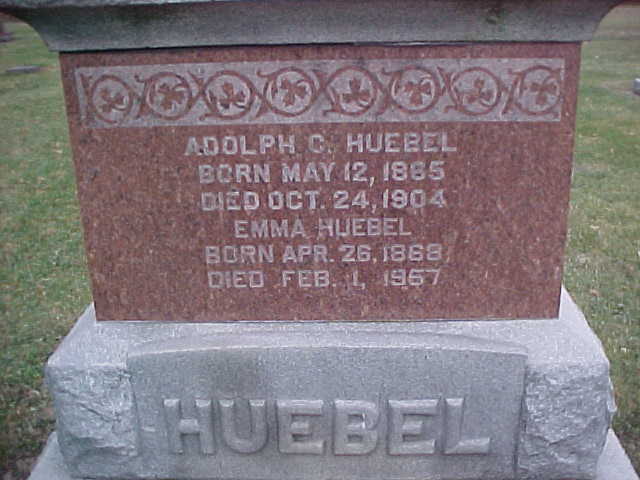 ADOLPH C. HUEBEL
BORN MAY 12, 1865
DIED OCT. 24, 1904
EMMA HUEBEL
BORN APR. 26, 1868
DIED FEB. 1, 1957
HUEBEL